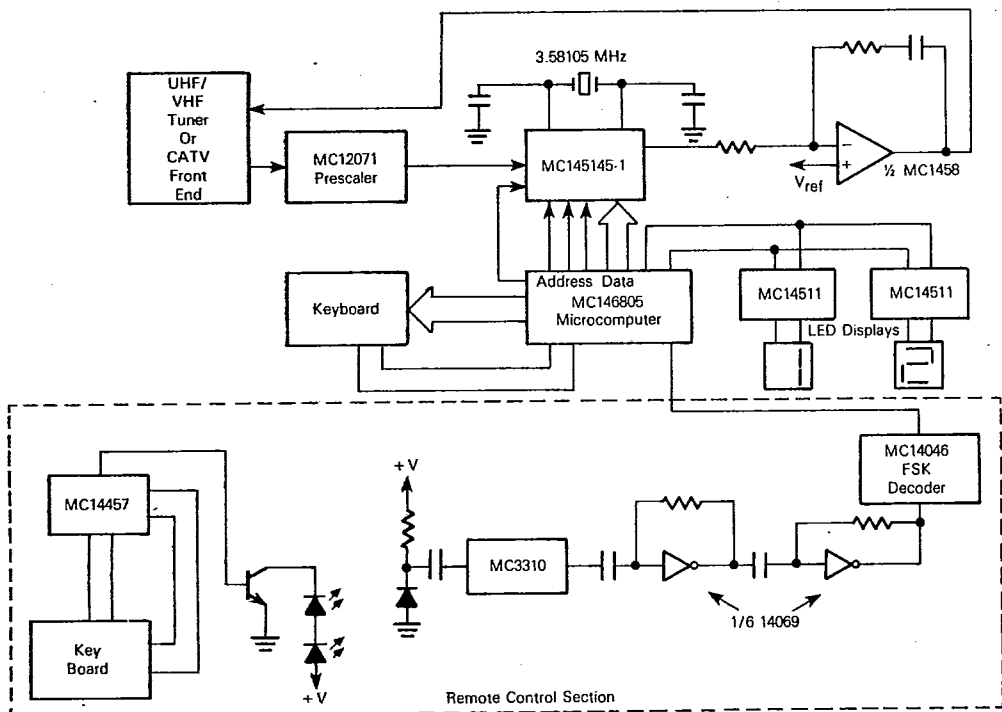 3.58105 MHz
UHF/
VHF
Tuner
Or
CATV
Front
End
MC12071
Prescaler
MC145145-1
−
+
Vref
½ MC1458
Address Data
MC146805
Microcomputer
Keyboard
MC14511
MC14511
LED Displays
1
2
MC14046
FSK
Decoder
MC14457
Key
Board
+V
+V
MC3310
1/6 14069
Remote Control Section